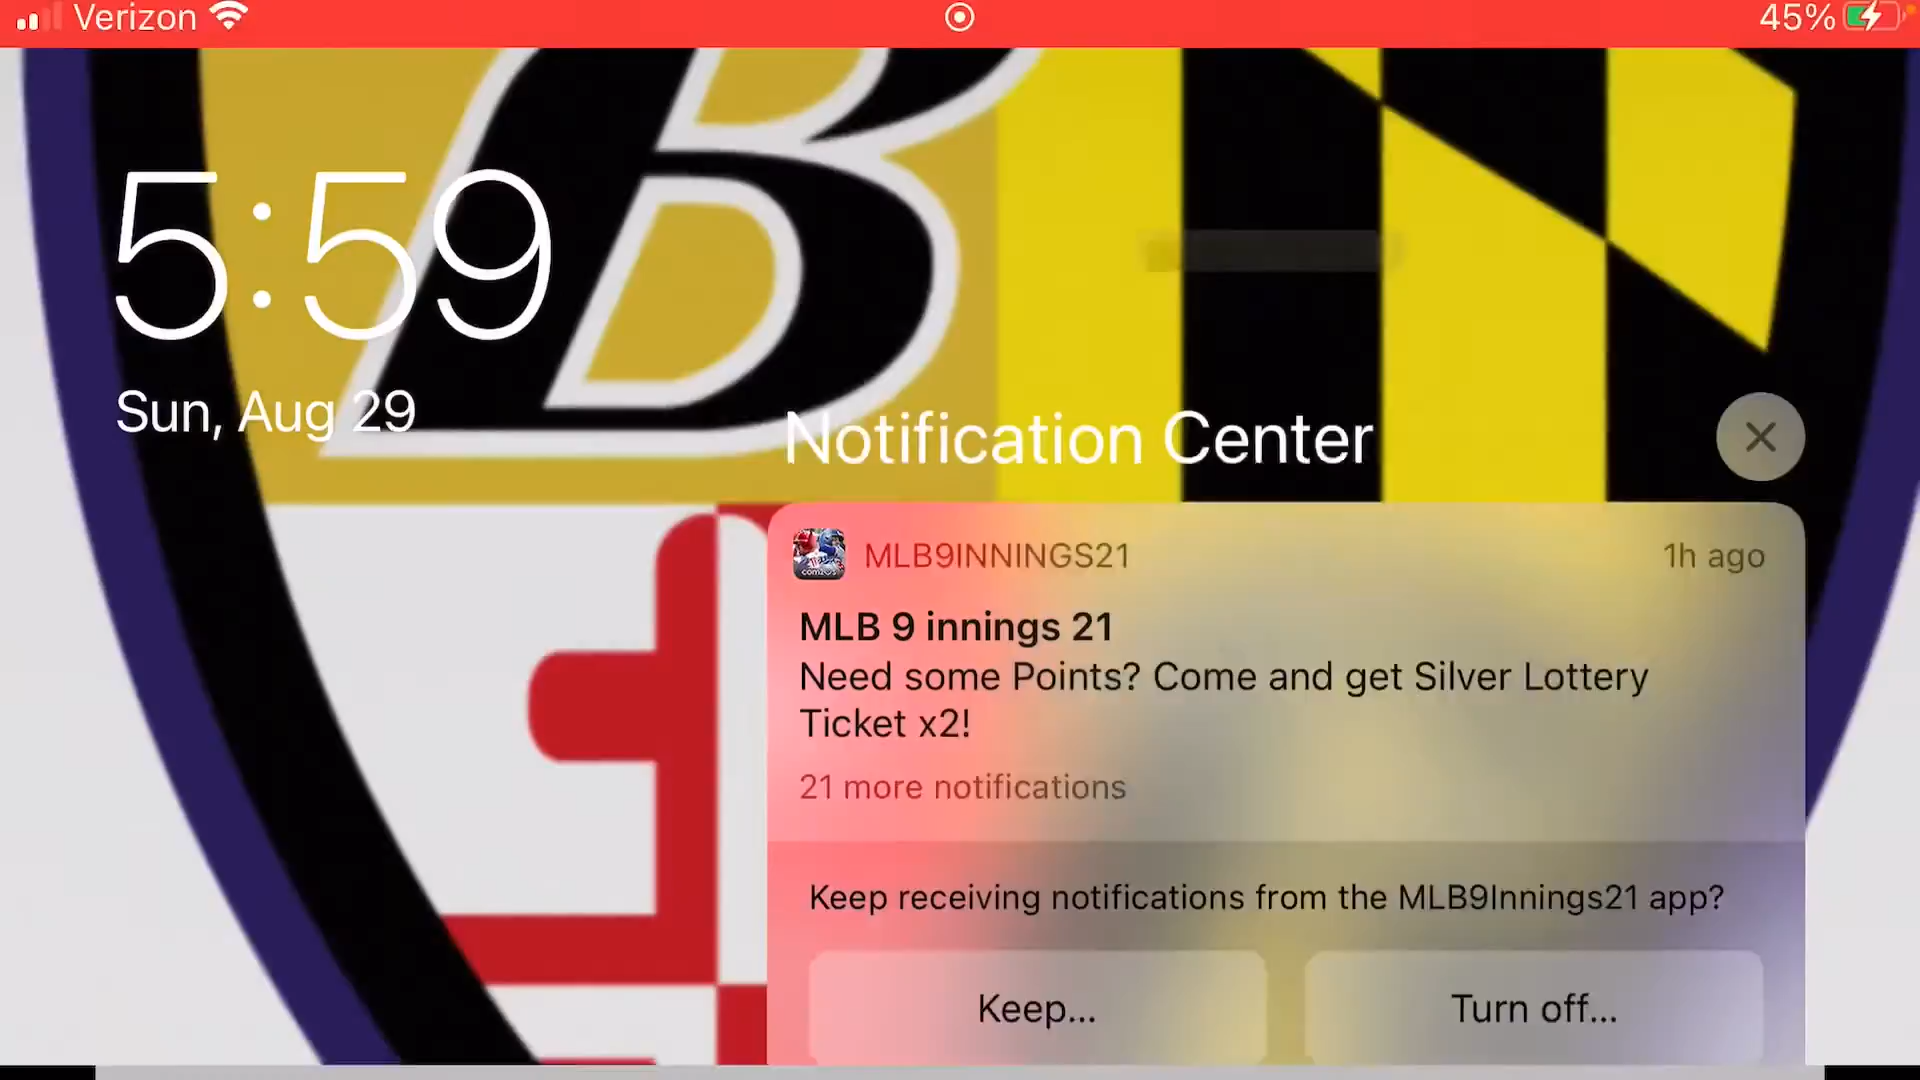 Verizon
45%
B
5:59
Sun, Aug 29
Notification Center
MLB9INNINGS21
1h ago
MLB 9 innings 21
Need some Points? Come and get Silver Lottery
Ticket x2!
21 more notifications
Keep receiving notifications from the MLB9Innings21 app?
Keep...
Turn off...